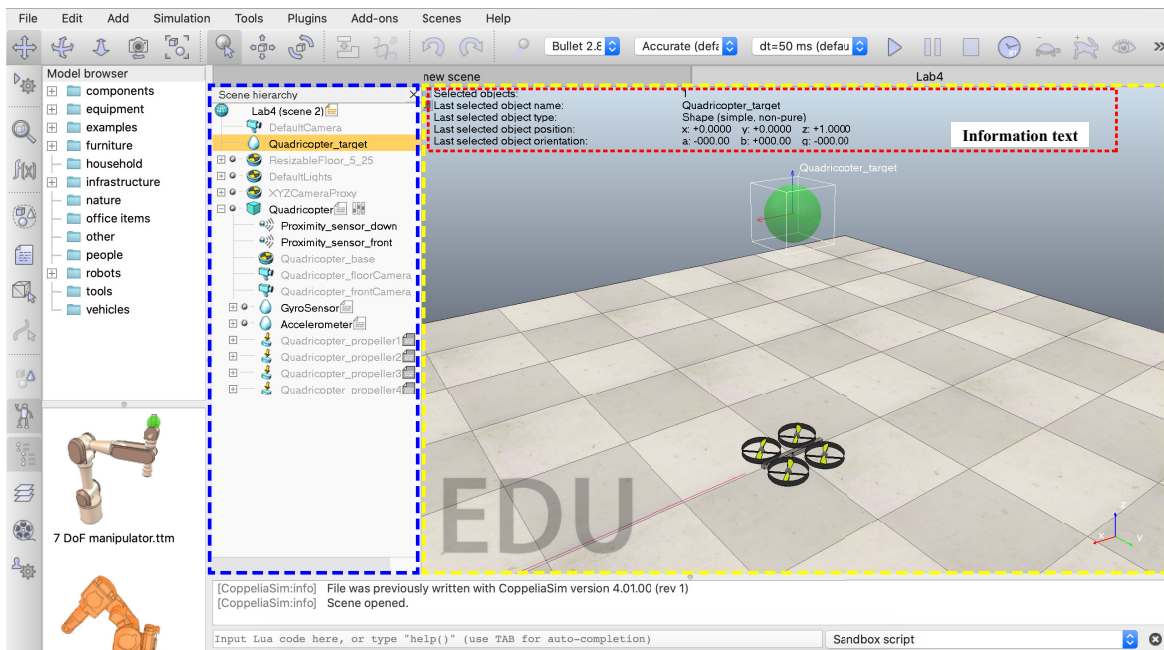 File Edit Add Simulation Tools Plugins Add-ons Scenes Help
Bullet 2.8 Accurate (defa dt=50 ms (defau
new scene Lab4
Model browser
components
equipment
examples
furniture
household
infrastructure
nature
office items
other
people
robots
tools
vehicles
7 DoF manipulator.ttm
Scene hierarchy
Lab4 (scene 2)
DefaultCamera
Quadricopter_target
ResizableFloor_5_25
DefaultLights
XYZCameraProxy
Quadricopter
Proximity_sensor_down
Proximity_sensor_front
Quadricopter_base
Quadricopter_floorCamera
Quadricopter_frontCamera
GyroSensor
Accelerometer
Quadricopter_propeller1
Quadricopter_propeller2
Quadricopter_propeller3
Quadricopter_propeller4
Selected objects: 1
Last selected object name: Quadricopter_target
Last selected object type: Shape (simple, non-pure)
Last selected object position: x: +0.0000 y: +0.0000 z: +1.0000
Last selected object orientation: a: -000.00 b: +000.00 g: -000.00
Information text
Quadricopter_target
EDU
z
x y
[CoppeliaSim:info] File was previously written with CoppeliaSim version 4.01.00 (rev 1)
[CoppeliaSim:info] Scene opened.
Input Lua code here, or type "help()" (use TAB for auto-completion) Sandbox script